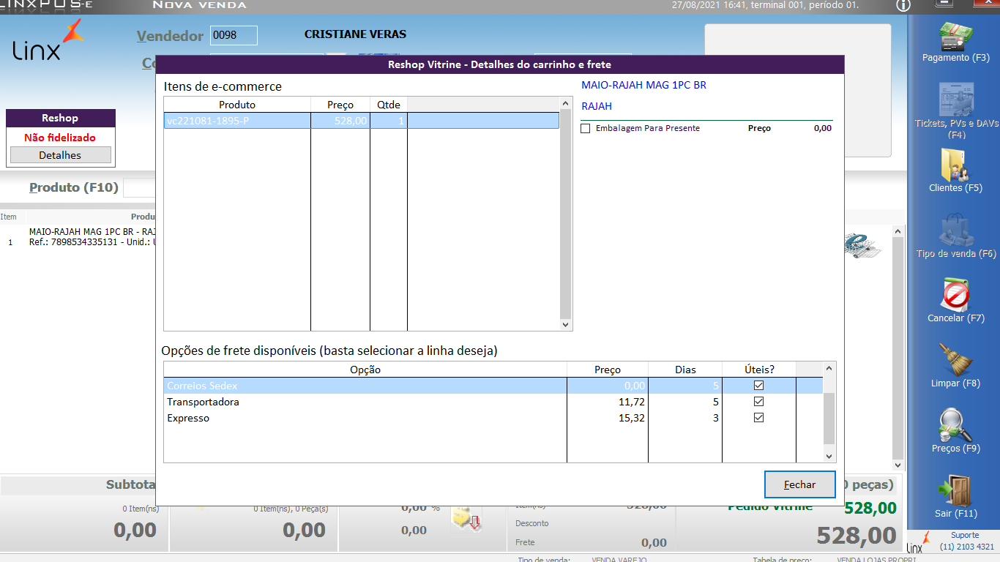 LINXPOS-E
NOVA VENDA
27/08/2021 16:41, terminal 001, período 01.
Linx
Vendedor 0098 CRISTIANE VERAS
Co
Reshop
Não fidelizado
Detalhes
Produto (F10)
Item Produ
1 MAIO-RAJAH MAG 1PC BR - RAJ
Ref.: 7898534335131 - Unid.: U
Reshop Vitrine - Detalhes do carrinho e frete
Itens de e-commerce
Produto Preço Qtde
vc221081-1895-P 528,00 1
MAIO-RAJAH MAG 1PC BR
RAJAH
Embalagem Para Presente Preço 0,00
Opções de frete disponíveis (basta selecionar a linha deseja)
Opção Preço Dias Úteis?
Correios Sedex 0,00 5
Transportadora 11,72 5
Expresso 15,32 3
Fechar
Pagamento (F3)
Tickets, PVs e DAVs
(F4)
Clientes (F5)
Tipo de venda (F6)
Cancelar (F7)
Limpar (F8)
Preços (F9)
Sair (F11)
Linx
Suporte
(11) 2103 4321
Subtota
0 Item(ns)
0,00
0 Item(ns), 0 Peça(s)
0,00
0,00 %
0,00
Item(ns) 528,00
Desconto
Frete 0,00
0 peças)
Pedido Vitrine 528,00
528,00
Tipo de venda: VENDA VAREJO
Tabela de preço: VENDA LOJAS PROPRI